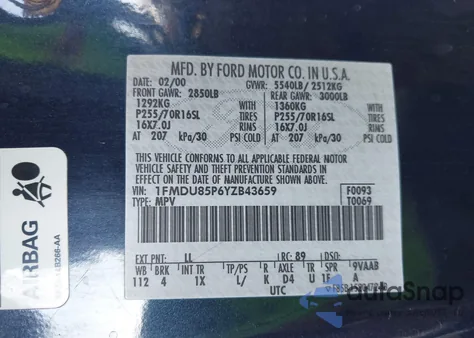 MFD. BY FORD MOTOR CO. IN U.S.A.
DATE: 02/00 GVWR: 5540LB/ 2512KG
FRONT GAWR: 2850LB REAR GAWR: 3000LB
1292KG WITH 1360KG WITH
P255/70R16SL TIRES P255/70R16SL TIRES
16X7.0J RIMS 16X7.0J RIMS
AT 207 kPa/30 PSI COLD AT 207 kPa/30 PSI COLD
THIS VEHICLE CONFORMS TO ALL APPLICABLE FEDERAL MOTOR
VEHICLE SAFETY AND THEFT PREVENTION STANDARDS IN EFFECT
ON THE DATE OF MANUFACTURE SHOWN ABOVE.
VIN: 1FMDU85P6YZB43659 F0093
TYPE: MPV T0069
EXT PNT: LL RC: 89 DSO:
WB BRK INT TR TP/PS R AXLE TR SPR 9VAAB
112 4 1X L/ K D4 U 1F A
UTC
AIRBAG
autoSnap